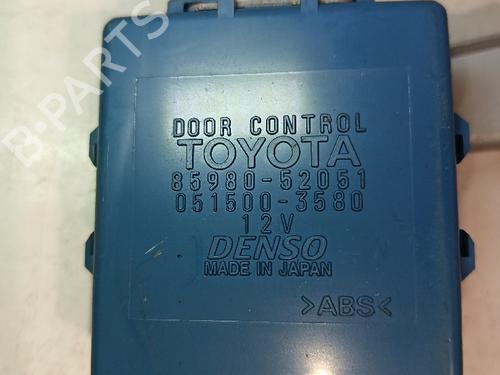 B-PARTS
DOOR CONTROL
TOYOTA
85980-52051
051500-3580
12V
DENSO
MADE IN JAPAN
>ABS<